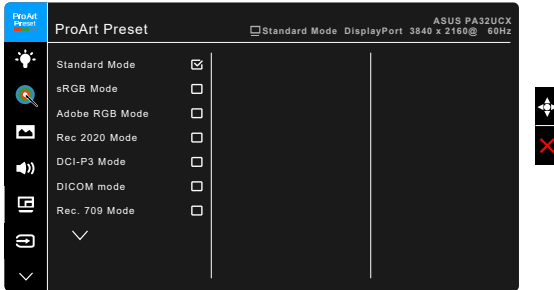 ProArt
Preset
ProArt Preset
ASUS PA32UCX
Standard Mode DisplayPort 3840 x 2160@ 60Hz
Standard Mode
sRGB Mode
Adobe RGB Mode
Rec 2020 Mode
DCI-P3 Mode
DICOM mode
Rec. 709 Mode